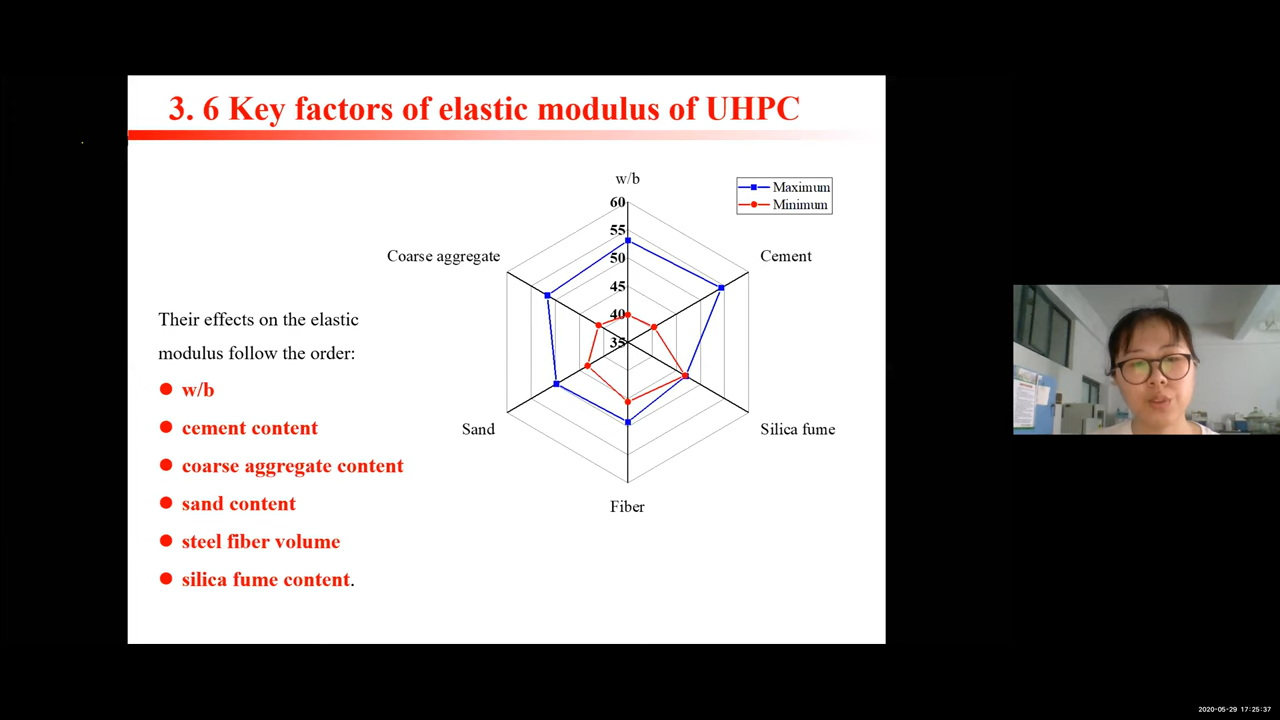 3. 6 Key factors of elastic modulus of UHPC
w/b
Maximum
Minimum
60
55
50
45
40
35
Coarse aggregate
Cement
Sand
Silica fume
Fiber
Their effects on the elastic
modulus follow the order:
w/b
cement content
coarse aggregate content
sand content
steel fiber volume
silica fume content.
2020-05-29 17:25:37